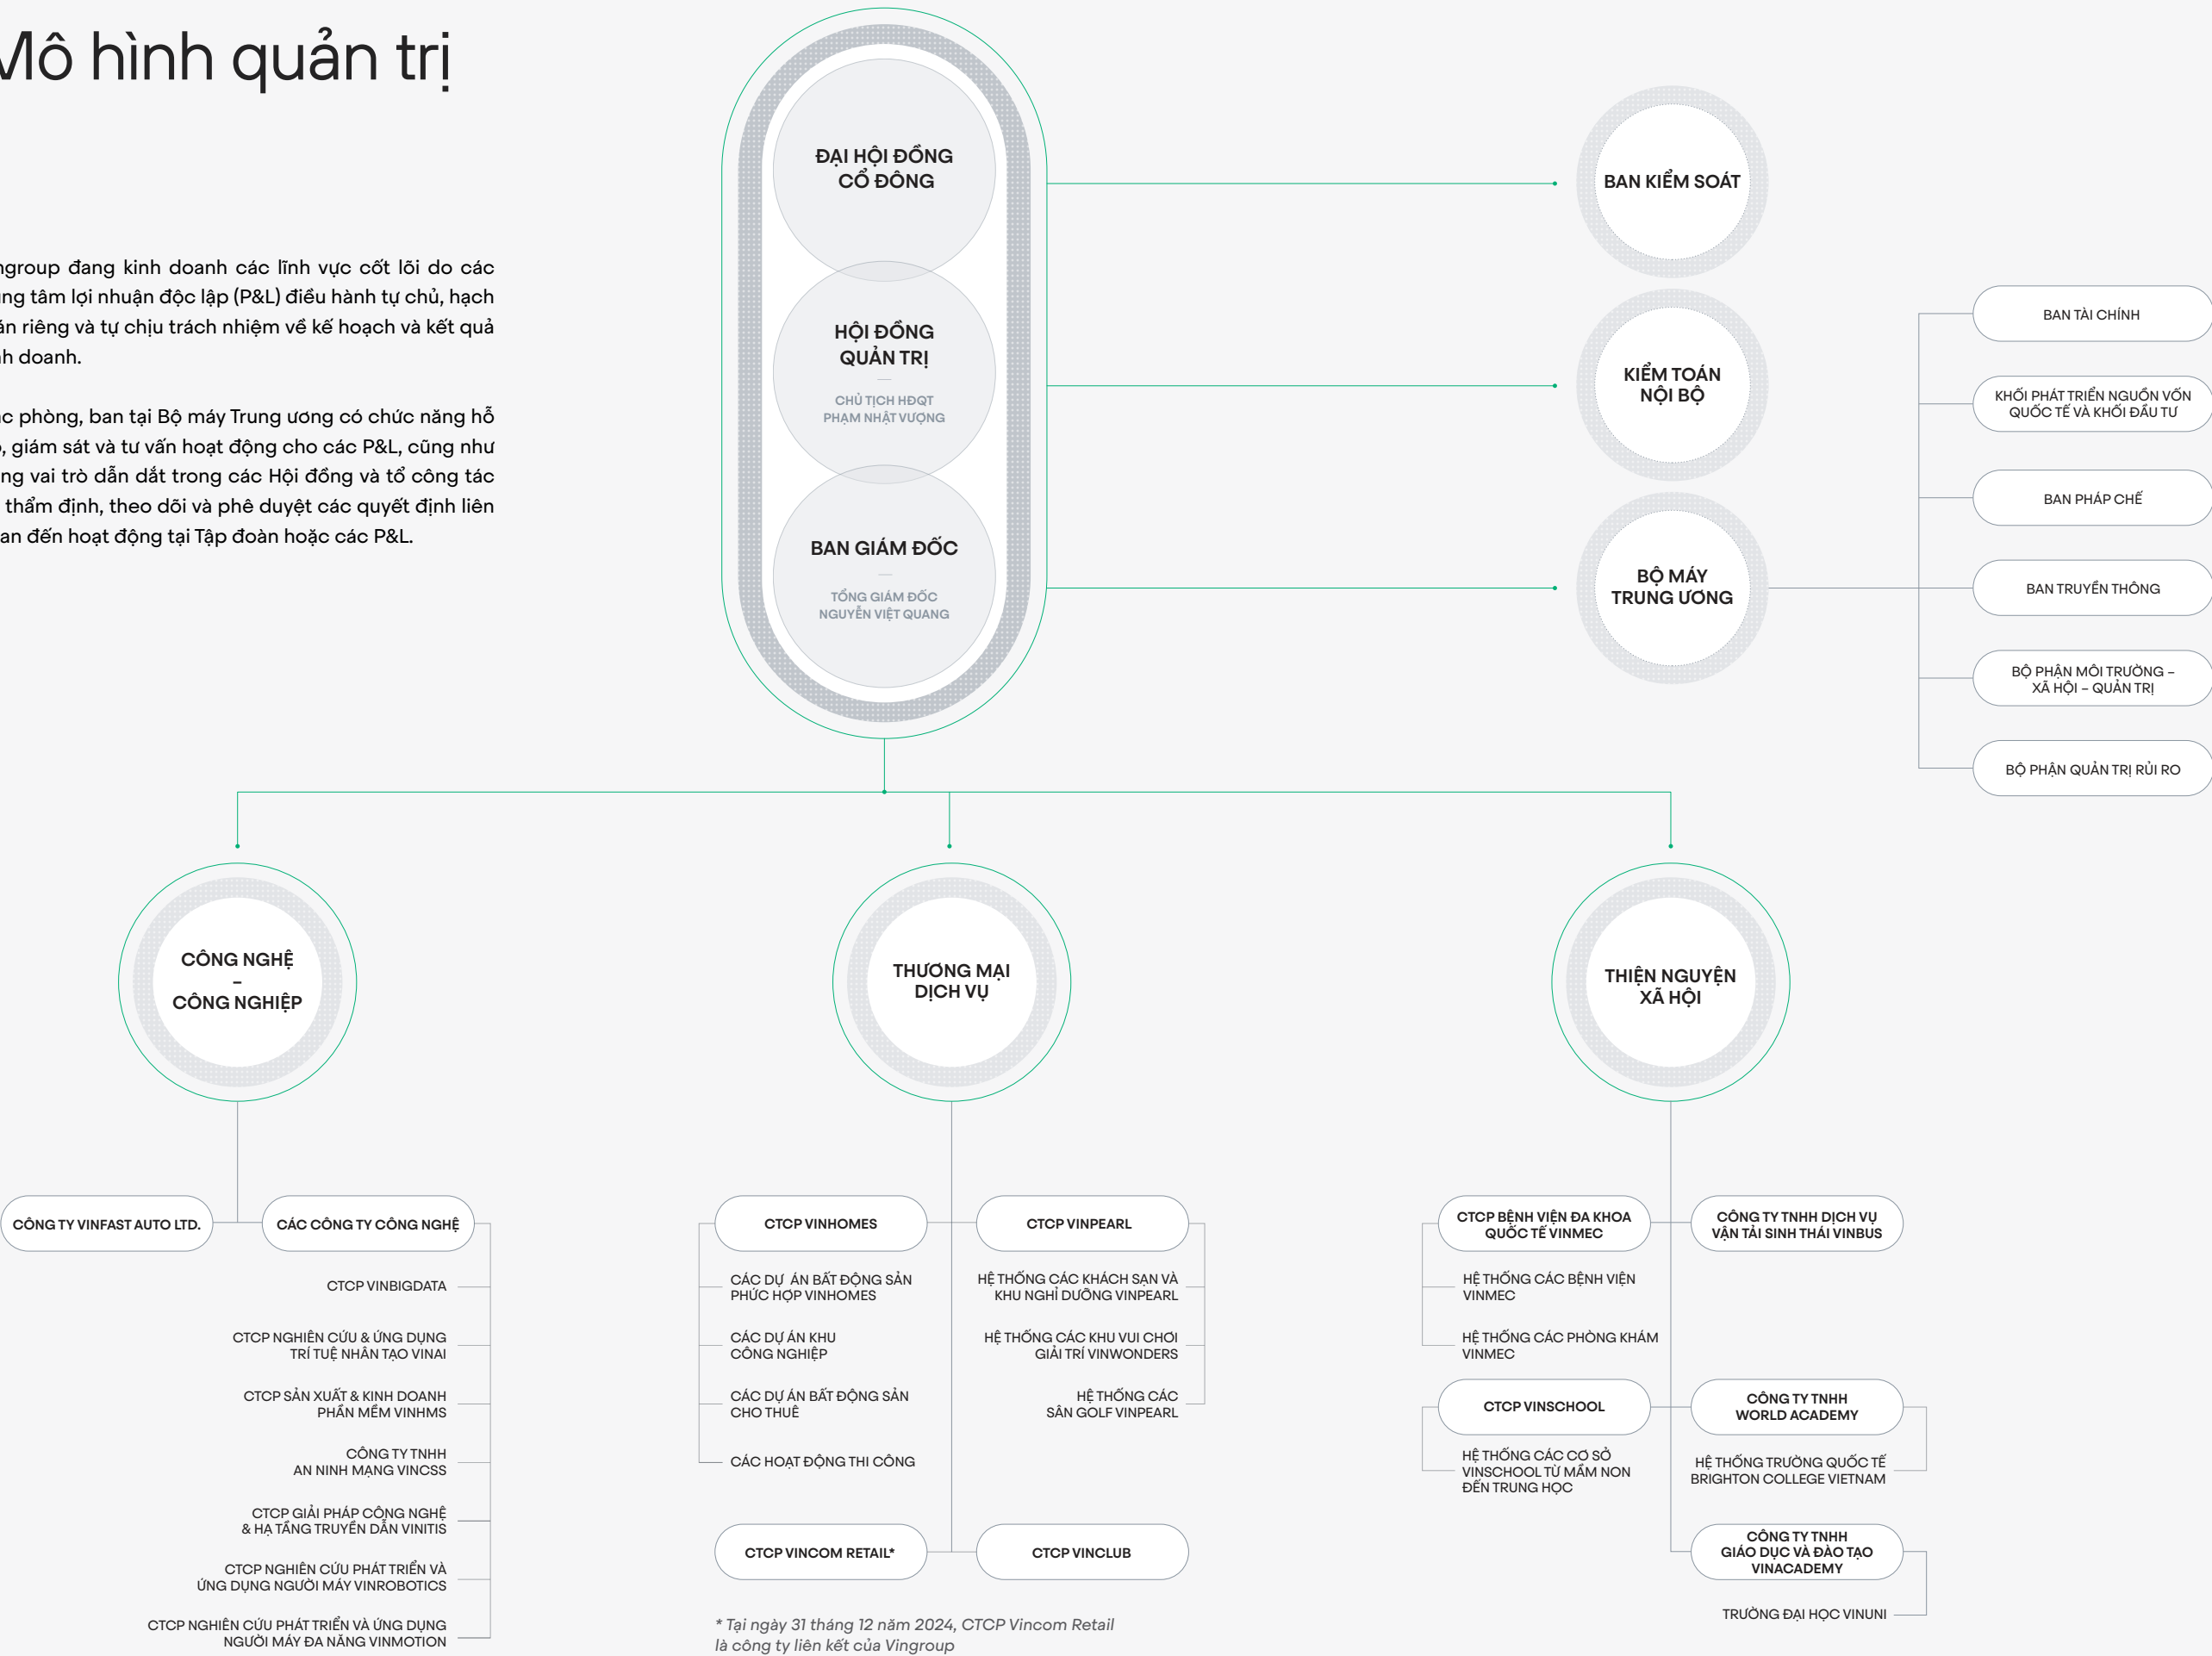 Mô hình quản trị
ngroup đang kinh doanh các lĩnh vực cốt lõi do các
ng tâm lợi nhuận độc lập (P&L) điều hành tự chủ, hạch
án riêng và tự chịu trách nhiệm về kế hoạch và kết quả
nh doanh.
c phòng, ban tại Bộ máy Trung ương có chức năng hỗ
, giám sát và tư vấn hoạt động cho các P&L, cũng như
ng vai trò dẫn dắt trong các Hội đồng và tổ công tác
thẩm định, theo dõi và phê duyệt các quyết định liên
an đến hoạt động tại Tập đoàn hoặc các P&L.
ĐẠI HỘI ĐỒNG
CỔ ĐÔNG
HỘI ĐỒNG
QUẢN TRỊ
CHỦ TỊCH HĐQT
PHẠM NHẬT VƯỢNG
BAN GIÁM ĐỐC
TỔNG GIÁM ĐỐC
NGUYỄN VIỆT QUANG
BAN KIỂM SOÁT
KIỂM TOÁN
NỘI BỘ
BỘ MÁY
TRUNG ƯƠNG
BAN TÀI CHÍNH
KHỐI PHÁT TRIỂN NGUỒN VỐN
QUỐC TẾ VÀ KHỐI ĐẦU TƯ
BAN PHÁP CHẾ
BAN TRUYỀN THÔNG
BỘ PHẬN MÔI TRƯỜNG –
XÃ HỘI – QUẢN TRỊ
BỘ PHẬN QUẢN TRỊ RỦI RO
CÔNG NGHỆ
–
CÔNG NGHIỆP
CÔNG TY VINFAST AUTO LTD.
CÁC CÔNG TY CÔNG NGHỆ
CTCP VINBIGDATA
CTCP NGHIÊN CỨU & ỨNG DỤNG
TRÍ TUỆ NHÂN TẠO VINAI
CTCP SẢN XUẤT & KINH DOANH
PHẦN MỀM VINHMS
CÔNG TY TNHH
AN NINH MẠNG VINCSS
CTCP GIẢI PHÁP CÔNG NGHỆ
& HẠ TẦNG TRUYỀN DẪN VINITIS
CTCP NGHIÊN CỨU PHÁT TRIỂN VÀ
ỨNG DỤNG NGƯỜI MÁY VINROBOTICS
CTCP NGHIÊN CỨU PHÁT TRIỂN VÀ ỨNG DỤNG
NGƯỜI MÁY ĐA NĂNG VINMOTION
THƯƠNG MẠI
DỊCH VỤ
CTCP VINHOMES
CÁC DỰ ÁN BẤT ĐỘNG SẢN
PHỨC HỢP VINHOMES
CÁC DỰ ÁN KHU
CÔNG NGHIỆP
CÁC DỰ ÁN BẤT ĐỘNG SẢN
CHO THUÊ
CÁC HOẠT ĐỘNG THI CÔNG
CTCP VINPEARL
HỆ THỐNG CÁC KHÁCH SẠN VÀ
KHU NGHỈ DƯỠNG VINPEARL
HỆ THỐNG CÁC KHU VUI CHƠI
GIẢI TRÍ VINWONDERS
HỆ THỐNG CÁC
SÂN GOLF VINPEARL
CTCP VINCOM RETAIL*
CTCP VINCLUB
* Tại ngày 31 tháng 12 năm 2024, CTCP Vincom Retail
là công ty liên kết của Vingroup
THIỆN NGUYỆN
XÃ HỘI
CTCP BỆNH VIỆN ĐA KHOA
QUỐC TẾ VINMEC
HỆ THỐNG CÁC BỆNH VIỆN
VINMEC
HỆ THỐNG CÁC PHÒNG KHÁM
VINMEC
CÔNG TY TNHH DỊCH VỤ
VẬN TẢI SINH THÁI VINBUS
CTCP VINSCHOOL
HỆ THỐNG CÁC CƠ SỞ
VINSCHOOL TỪ MẦM NON
ĐẾN TRUNG HỌC
CÔNG TY TNHH
WORLD ACADEMY
HỆ THỐNG TRƯỜNG QUỐC TẾ
BRIGHTON COLLEGE VIETNAM
CÔNG TY TNHH
GIÁO DỤC VÀ ĐÀO TẠO
VINACADEMY
TRƯỜNG ĐẠI HỌC VINUNI